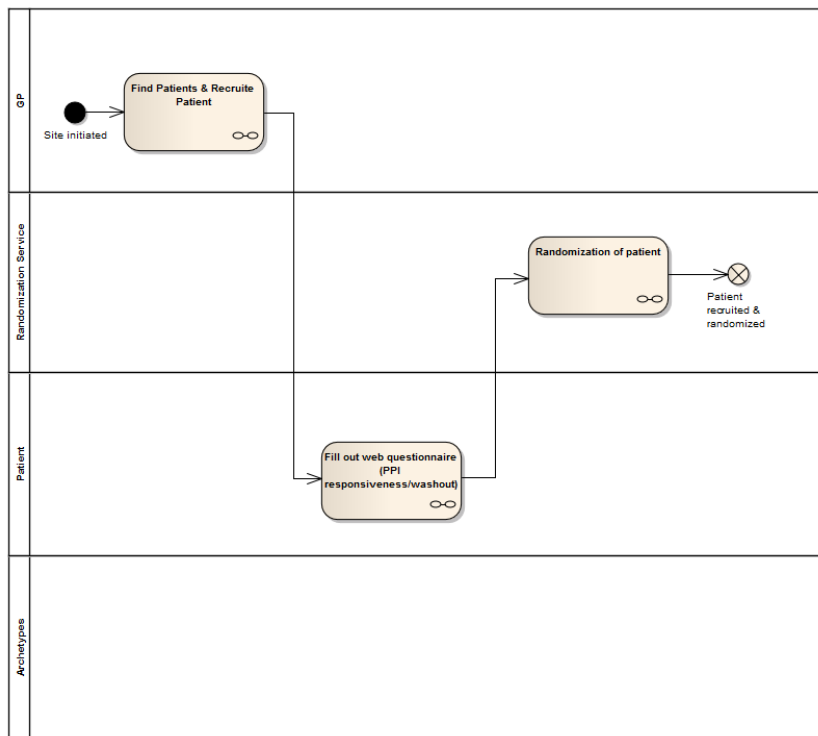 GP
Find Patients & Recruite
Patient
Site initiated
Randomization Service
Randomization of patient
Patient
recruited &
randomized
Patient
Fill out web questionnaire
(PPI
responsiveness/washout)
Archetypes